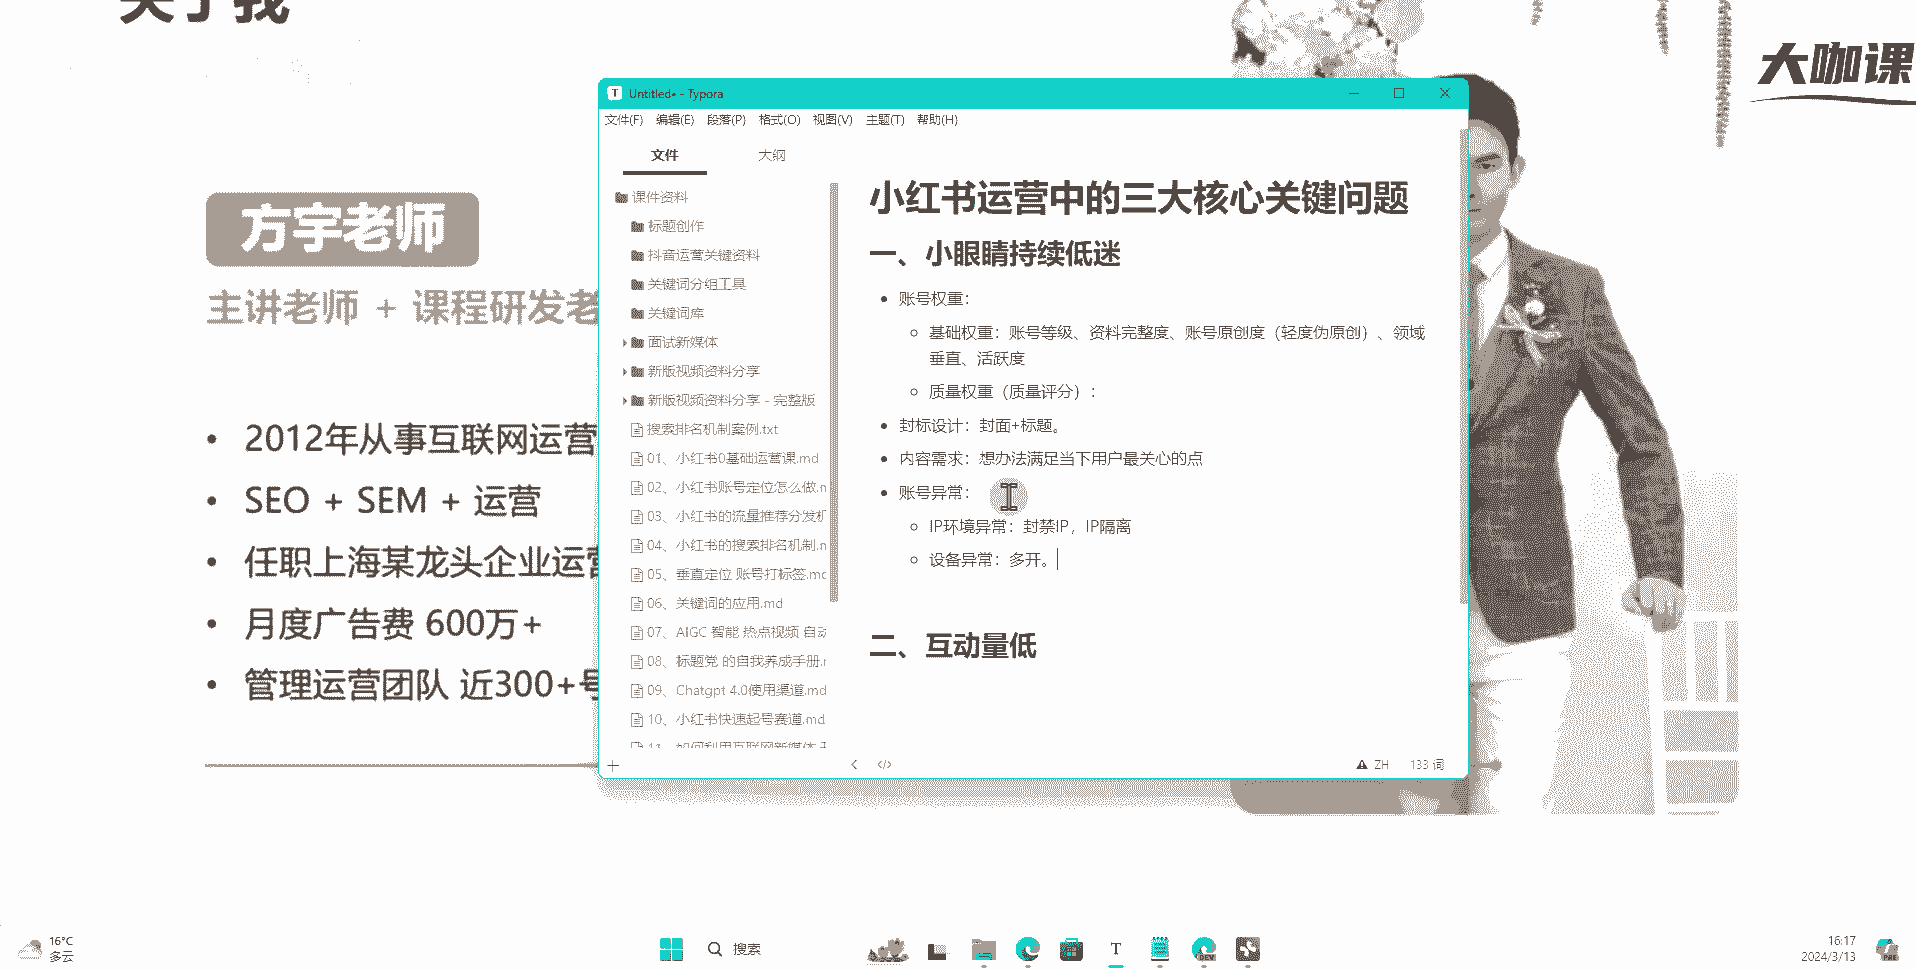 关于我
大咖课
方宇老师
主讲老师 + 课程研发老
2012年从事互联网运营
SEO + SEM + 运营
任职上海某龙头企业运营
月度广告费 600万+
管理运营团队 近300+号
Untitled• - Typora
文件(F) 编辑(E) 段落(P) 格式(O) 视图(V) 主题(T) 帮助(H)
文件 大纲
课件资料
标题创作
抖音运营关键资料
关键词分组工具
关键词库
面试新媒体
新版视频资料分享
新版视频资料分享 - 完整版
搜索排名机制案例.txt
01、小红书0基础运营课.md
02、小红书账号定位怎么做.n
03、小红书的流量推荐分发机
04、小红书的搜索排名机制.n
05、垂直定位 账号打标签.mc
06、关键词的应用.md
07、AIGC 智能 热点视频 自动
08、标题党 的自我养成手册.r
09、Chatgpt 4.0使用渠道.md
10、小红书快速起号赛道.md
11、如何利用互联网新媒体
小红书运营中的三大核心关键问题
一、小眼睛持续低迷
账号权重：
基础权重：账号等级、资料完整度、账号原创度（轻度伪原创）、领域
垂直、活跃度
质量权重（质量评分）：
封标设计：封面+标题。
内容需求：想办法满足当下用户最关心的点
账号异常：
IP环境异常：封禁IP，IP隔离
设备异常：多开。
二、互动量低
ZH 133 词
16°C
多云
搜索
DEV
16:17
2024/3/13
PRE